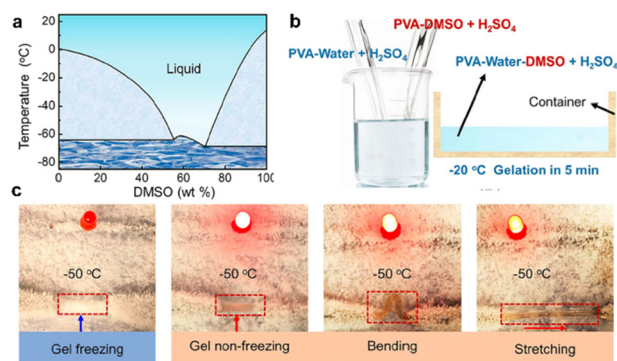 a
Temperature (°C)
20
0
-20
-40
-60
-80
Liquid
0 20 40 60 80 100
DMSO (wt %)
b
PVA-DMSO + H₂SO₄
PVA-Water + H₂SO₄
PVA-Water-DMSO + H₂SO₄
Container
-20 °C Gelation in 5 min
c
-50 °C
-50 °C
-50 °C
-50 °C
Gel freezing
Gel non-freezing
Bending
Stretching